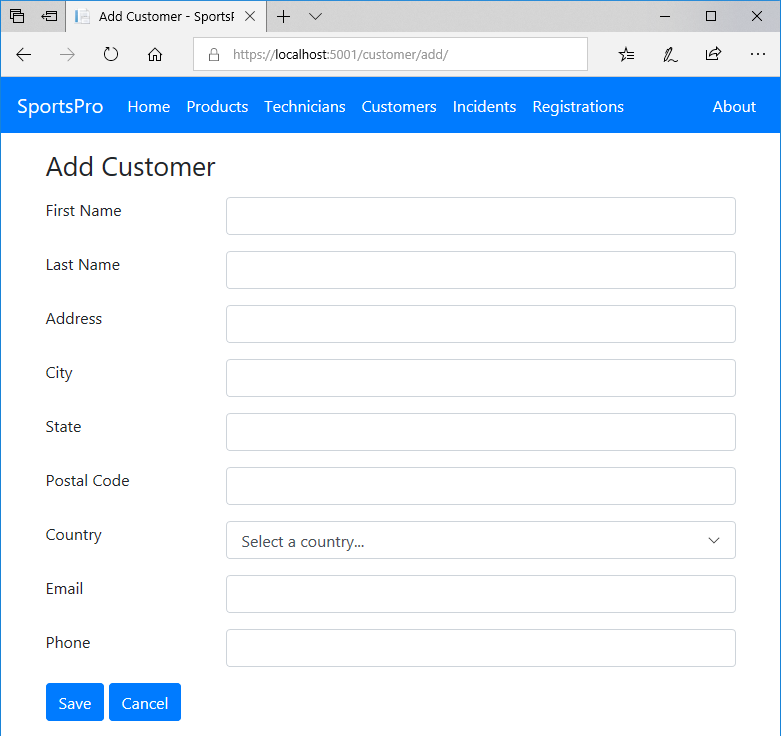 Add Customer - SportsP
https://localhost:5001/customer/add/
SportsPro Home Products Technicians Customers Incidents Registrations About
Add Customer
First Name
Last Name
Address
City
State
Postal Code
Country Select a country...
Email
Phone
Save Cancel